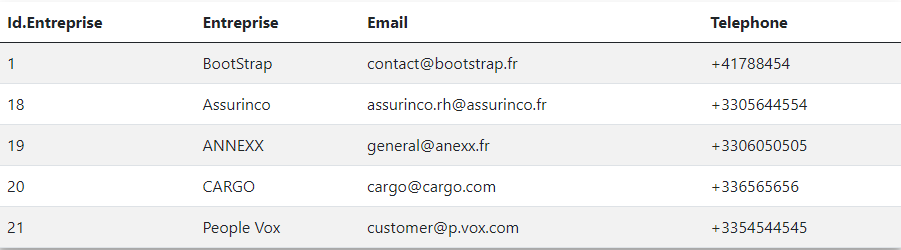 Id.Entreprise Entreprise Email Telephone
1 BootStrap contact@bootstrap.fr +41788454
18 Assurinco assurinco.rh@assurinco.fr +3305644554
19 ANNEXX general@anexx.fr +3306050505
20 CARGO cargo@cargo.com +336565656
21 People Vox customer@p.vox.com +3354544545